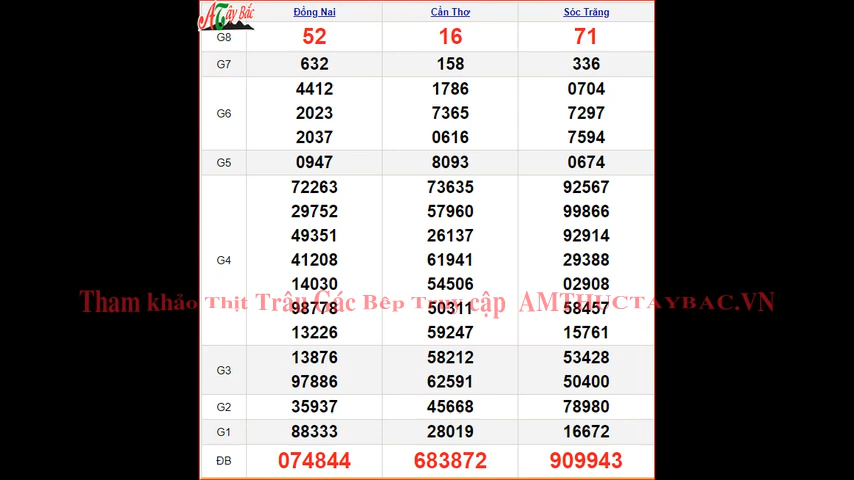 A Tây Bắc
Đồng Nai Cần Thơ Sóc Trăng
G8 52 16 71
G7 632 158 336
4412 1786 0704
G6 2023 7365 7297
2037 0616 7594
G5 0947 8093 0674
72263 73635 92567
29752 57960 99866
49351 26137 92914
G4 41208 61941 29388
14030 54506 02908
Tham khảo Thịt Trâu Gác Bếp Truy cập AMTHUCTAYBAC.VN
98778 50311 58457
13226 59247 15761
G3 13876 58212 53428
97886 62591 50400
G2 35937 45668 78980
G1 88333 28019 16672
ĐB 074844 683872 909943